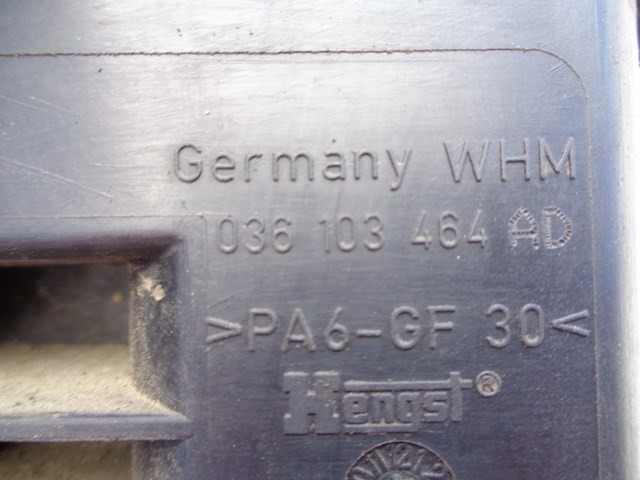 Germany WHM
036 103 464 AD
>PA6-GF 30<
Hengst®